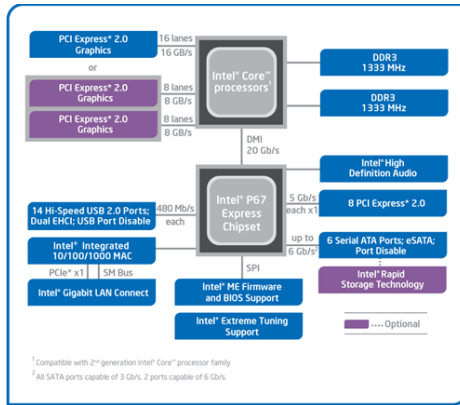 PCI Express* 2.0
Graphics
16 lanes
16 GB/s
or
PCI Express* 2.0
Graphics
8 lanes
8 GB/s
PCI Express* 2.0
Graphics
8 lanes
8 GB/s
Intel® Core™
processors¹
DDR3
1333 MHz
DDR3
1333 MHz
DMI
20 Gb/s
Intel® P67
Express
Chipset
Intel® High
Definition Audio
5 Gb/s
each x1
8 PCI Express* 2.0
14 Hi-Speed USB 2.0 Ports;
Dual EHCI; USB Port Disable
480 Mb/s
each
up to
6 Gb/s²
6 Serial ATA Ports; eSATA;
Port Disable
Intel® Integrated
10/100/1000 MAC
PCIe* x1
SM Bus
Intel® Gigabit LAN Connect
SPI
Intel® Rapid
Storage Technology
Intel® ME Firmware
and BIOS Support
Intel® Extreme Tuning
Support
Optional
¹ Compatible with 2ⁿᵈ generation Intel® Core™ processor family
² All SATA ports capable of 3 Gb/s. 2 ports capable of 6 Gb/s.